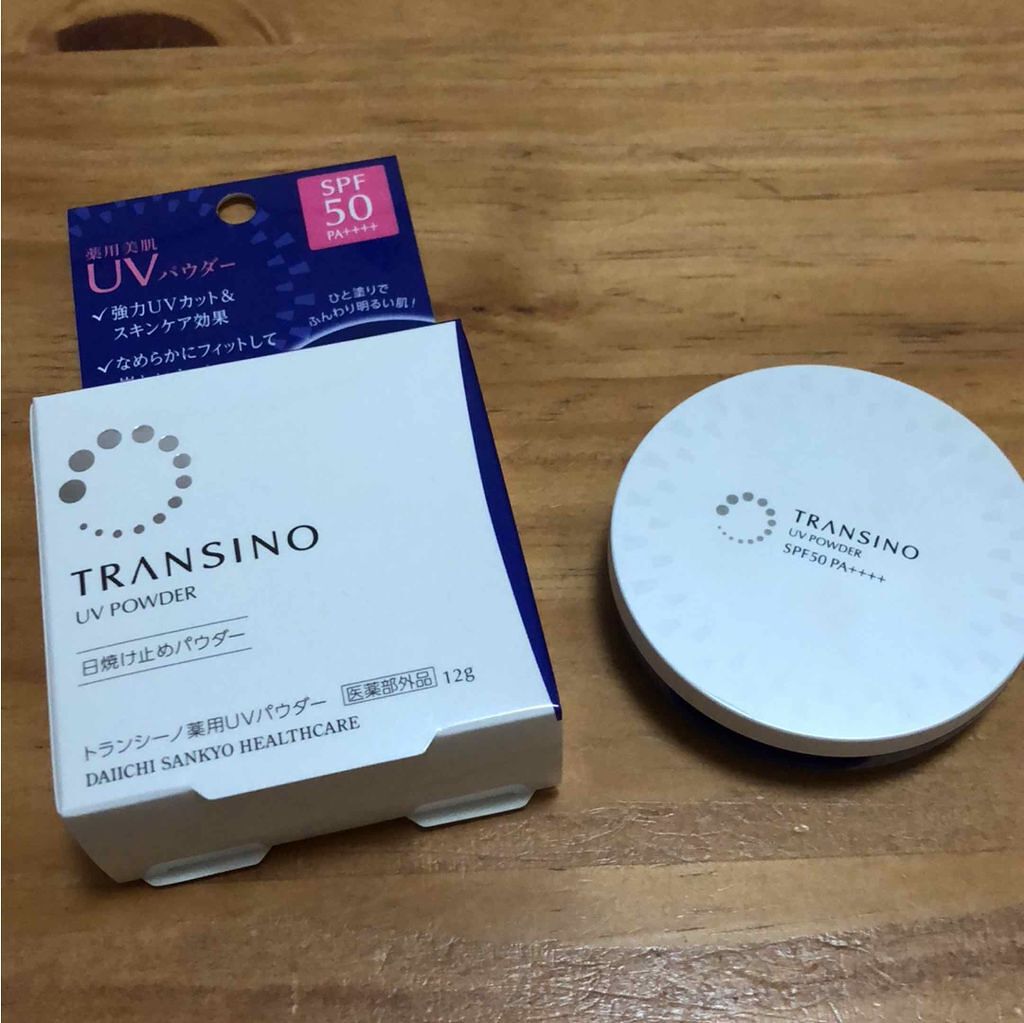 SPF
50
PA++++
薬用美肌
UVパウダー
✓強力UVカット&
スキンケア効果
ひと塗りで
ふんわり明るい肌!
✓なめらかにフィットして
TRANSINO
UV POWDER
日焼け止めパウダー
トランシーノ薬用UVパウダー 医薬部外品 12g
DAIICHI SANKYO HEALTHCARE
TRANSINO
UV POWDER
SPF50 PA++++